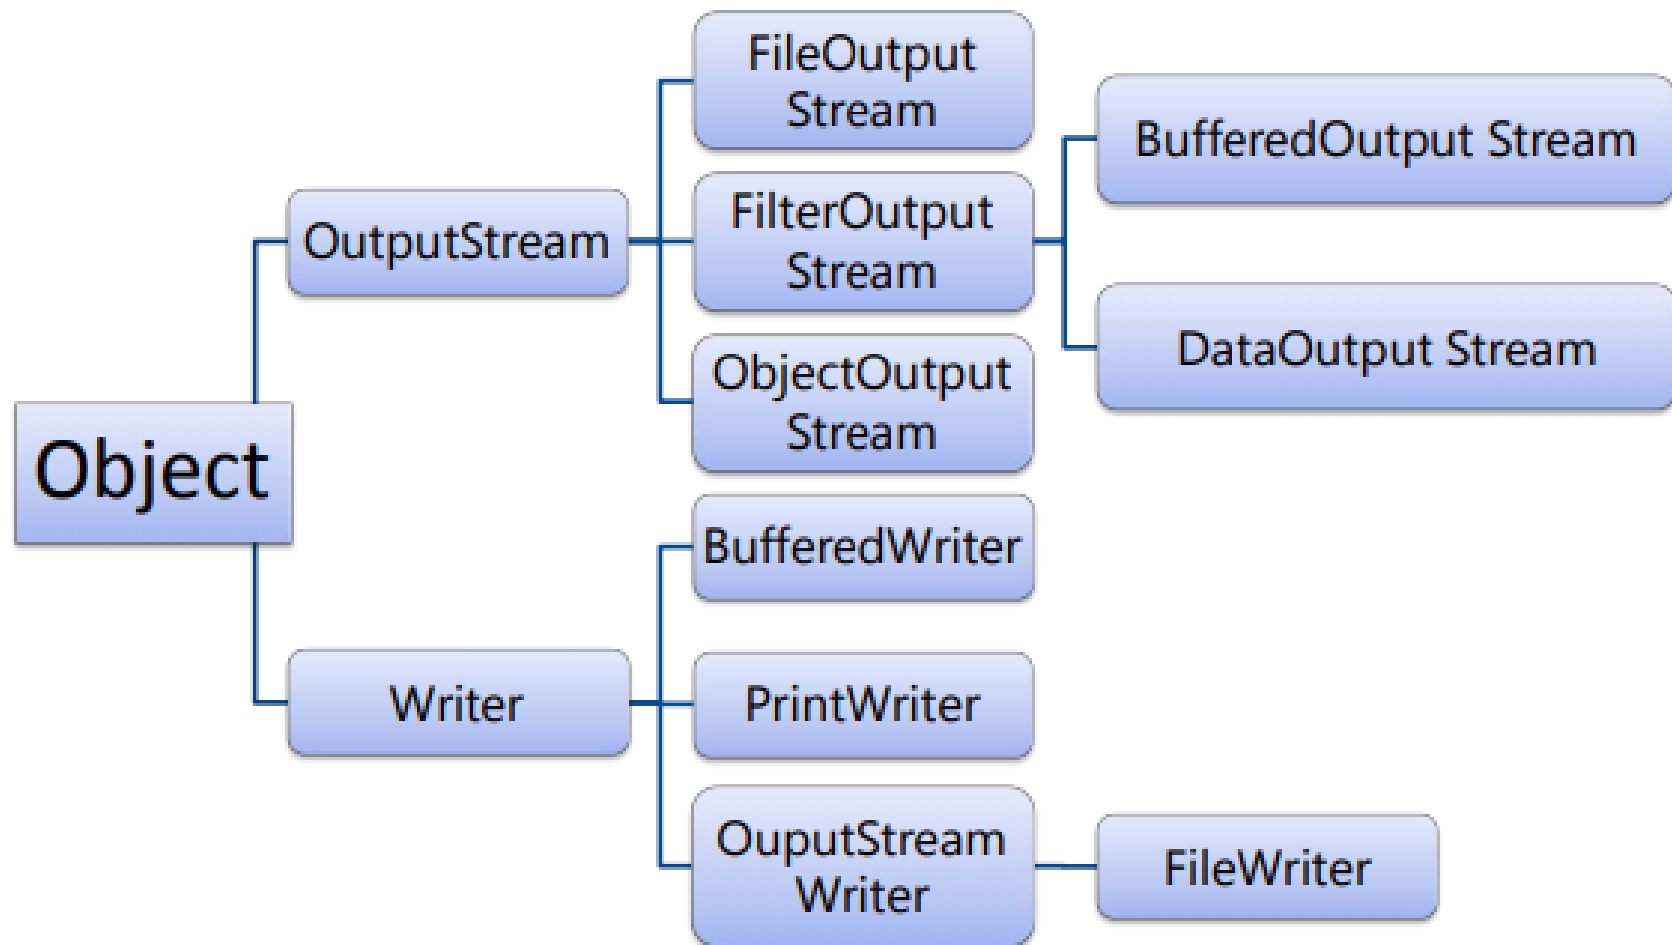 FileOutput
Stream
BufferedOutput Stream
OutputStream
FilterOutput
Stream
DataOutput Stream
ObjectOutput
Stream
Object
BufferedWriter
Writer
PrintWriter
OuputStream
Writer
FileWriter